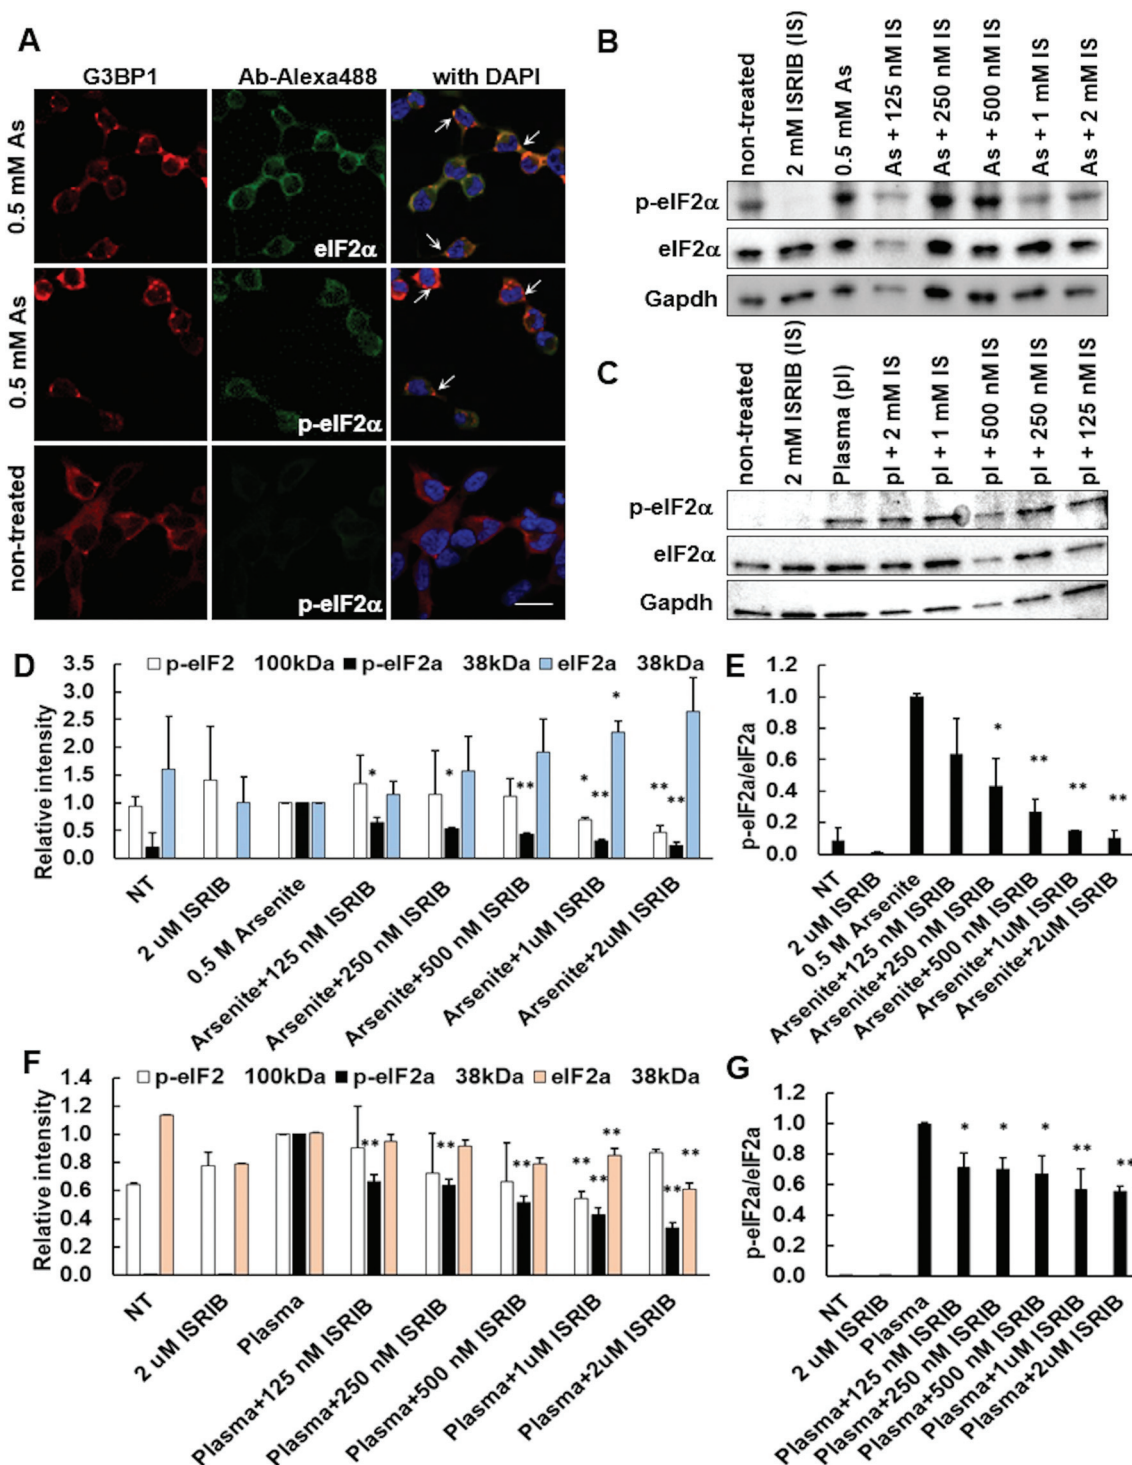 A
G3BP1 Ab-Alexa488 with DAPI
0.5 mM As
eIF2α
0.5 mM As
p-eIF2α
non-treated
p-eIF2α
B
non-treated
2 mM ISRIB (IS)
0.5 mM As
As + 125 nM IS
As + 250 nM IS
As + 500 nM IS
As + 1 mM IS
As + 2 mM IS
p-eIF2α
eIF2α
Gapdh
C
non-treated
2 mM ISRIB (IS)
Plasma (pl)
pl + 2 mM IS
pl + 1 mM IS
pl + 500 nM IS
pl + 250 nM IS
pl + 125 nM IS
p-eIF2α
eIF2α
Gapdh
D
p-eIF2 100kDa p-eIF2a 38kDa eIF2a 38kDa
Relative intensity
3.5
3.0
2.5
2.0
1.5
1.0
0.5
0.0
* * ** * ** * ** **
NT
2 uM ISRIB
0.5 M Arsenite
Arsenite+125 nM ISRIB
Arsenite+250 nM ISRIB
Arsenite+500 nM ISRIB
Arsenite+1uM ISRIB
Arsenite+2uM ISRIB
E
p-eIF2a/eIF2a
1.2
1.0
0.8
0.6
0.4
0.2
0
* ** ** **
NT
2 uM ISRIB
0.5 M Arsenite
Arsenite+125 nM ISRIB
Arsenite+250 nM ISRIB
Arsenite+500 nM ISRIB
Arsenite+1uM ISRIB
Arsenite+2uM ISRIB
F
p-eIF2 100kDa p-eIF2a 38kDa eIF2a 38kDa
Relative intensity
1.4
1.2
1.0
0.8
0.6
0.4
0.2
0.0
** ** ** ** ** ** ** **
NT
2 uM ISRIB
Plasma
Plasma+125 nM ISRIB
Plasma+250 nM ISRIB
Plasma+500 nM ISRIB
Plasma+1uM ISRIB
Plasma+2uM ISRIB
G
p-eIF2a/eIF2a
1.2
1.0
0.8
0.6
0.4
0.2
0.0
* * * ** **
NT
2 uM ISRIB
Plasma
Plasma+125 nM ISRIB
Plasma+250 nM ISRIB
Plasma+500 nM ISRIB
Plasma+1uM ISRIB
Plasma+2uM ISRIB